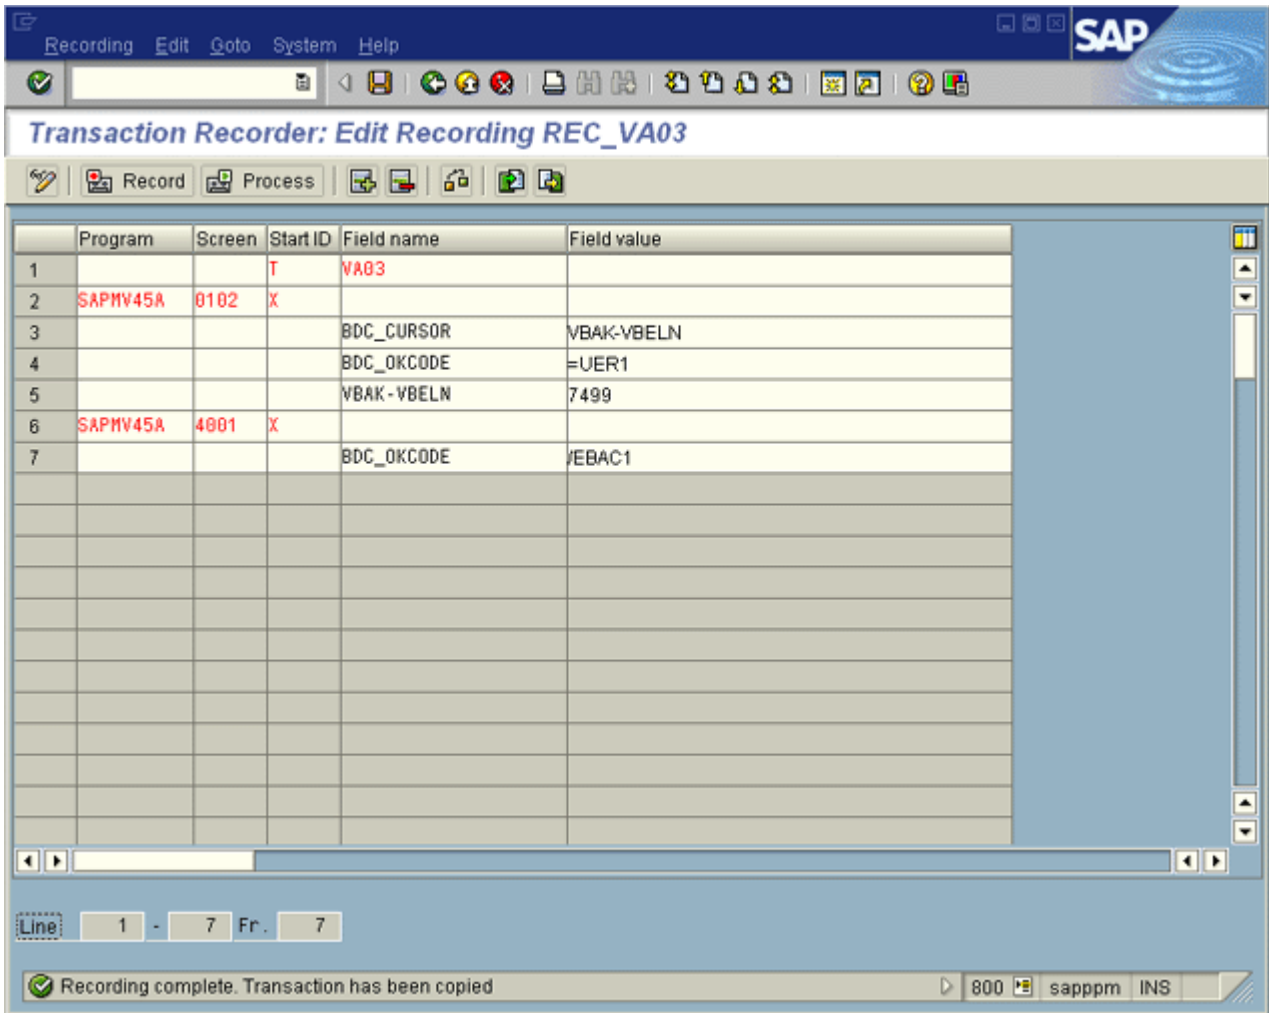 Recording Edit Goto System Help
SAP
Transaction Recorder: Edit Recording REC_VA03
Record Process
Program Screen Start ID Field name Field value
1 T VA03
2 SAPMV45A 0102 X
3 BDC_CURSOR VBAK-VBELN
4 BDC_OKCODE =UER1
5 VBAK-VBELN 7499
6 SAPMV45A 4001 X
7 BDC_OKCODE /EBAC1
Line 1 - 7 Fr. 7
Recording complete. Transaction has been copied 800 sapppm INS